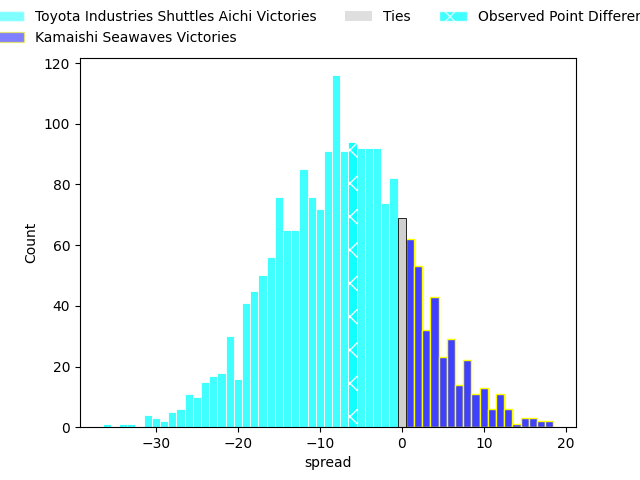 Toyota Industries Shuttles Aichi Victories
Ties
Observed Point
Kamaishi Seawaves Victories
120
100
80
60
40
20
0
Count
−30
−20
−10
0
10
20
spread